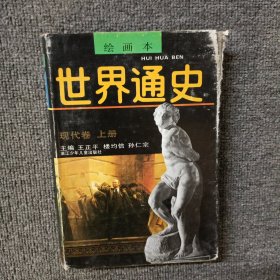 绘画本
HUI HUA BEN
世界通史
现代卷 上册
主编 王正平 楼均信 孙仁宗
浙江少年儿童出版社